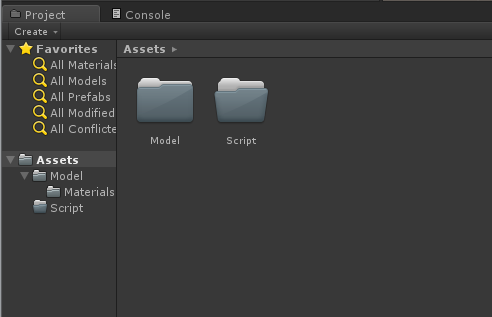 Project
Console
Create
Favorites
All Materials
All Models
All Prefabs
All Modified
All Conflicte
Assets
Model
Materials
Script
Assets
Model
Script